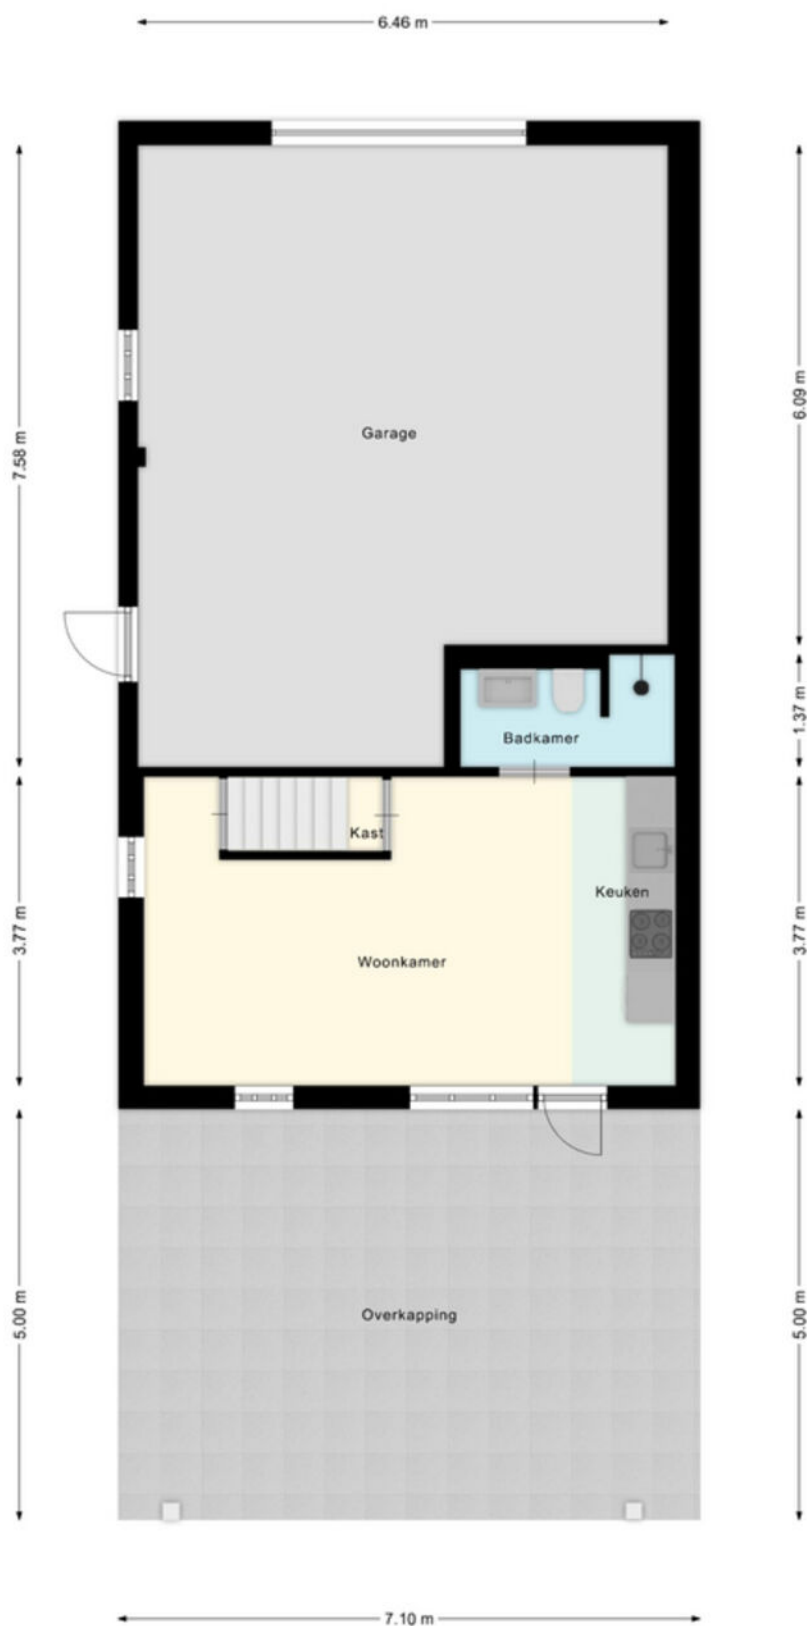 6.46 m
6.09 m
7.58 m
Garage
1.37 m
Badkamer
Kast
Keuken
3.77 m
3.77 m
Woonkamer
5.00 m
5.00 m
Overkapping
7.10 m